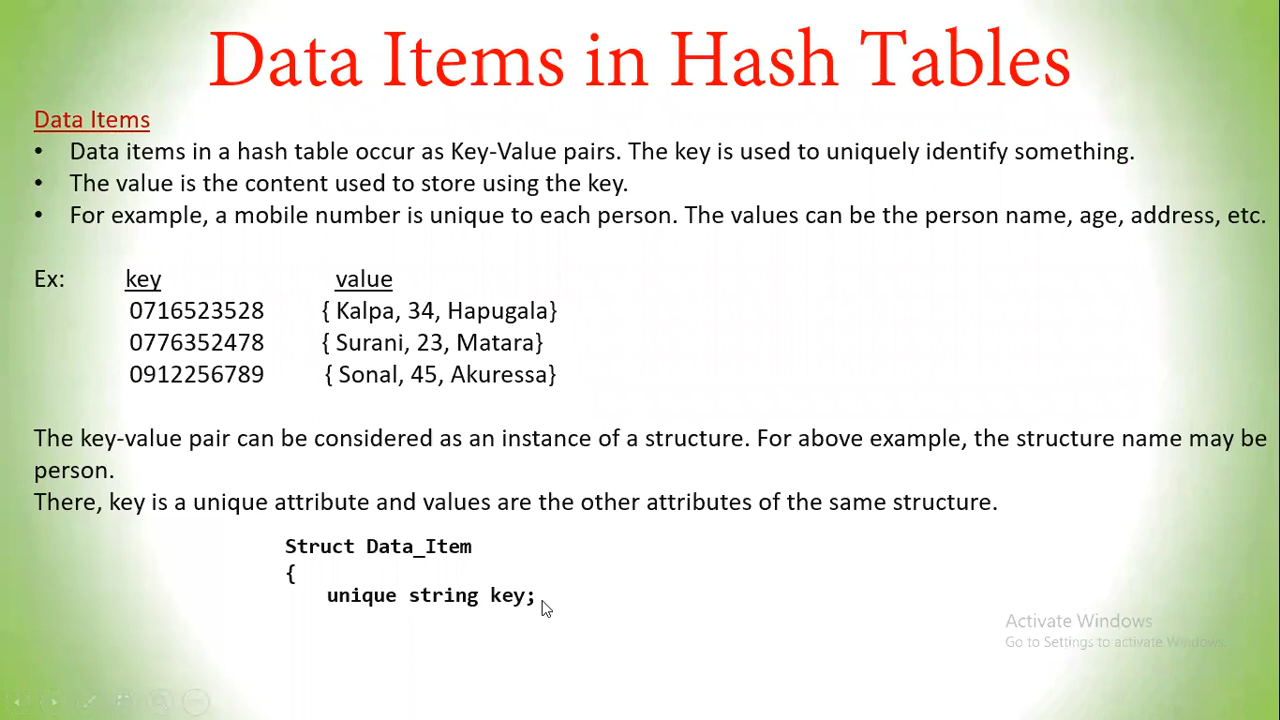 Data Items in Hash Tables
Data Items
• Data items in a hash table occur as Key-Value pairs. The key is used to uniquely identify something.
• The value is the content used to store using the key.
• For example, a mobile number is unique to each person. The values can be the person name, age, address, etc.
Ex: key value
0716523528 { Kalpa, 34, Hapugala}
0776352478 { Surani, 23, Matara}
0912256789 { Sonal, 45, Akuressa}
The key-value pair can be considered as an instance of a structure. For above example, the structure name may be
person.
There, key is a unique attribute and values are the other attributes of the same structure.
Struct Data_Item
{
unique string key;
Activate Windows
Go to Settings to activate Windows.